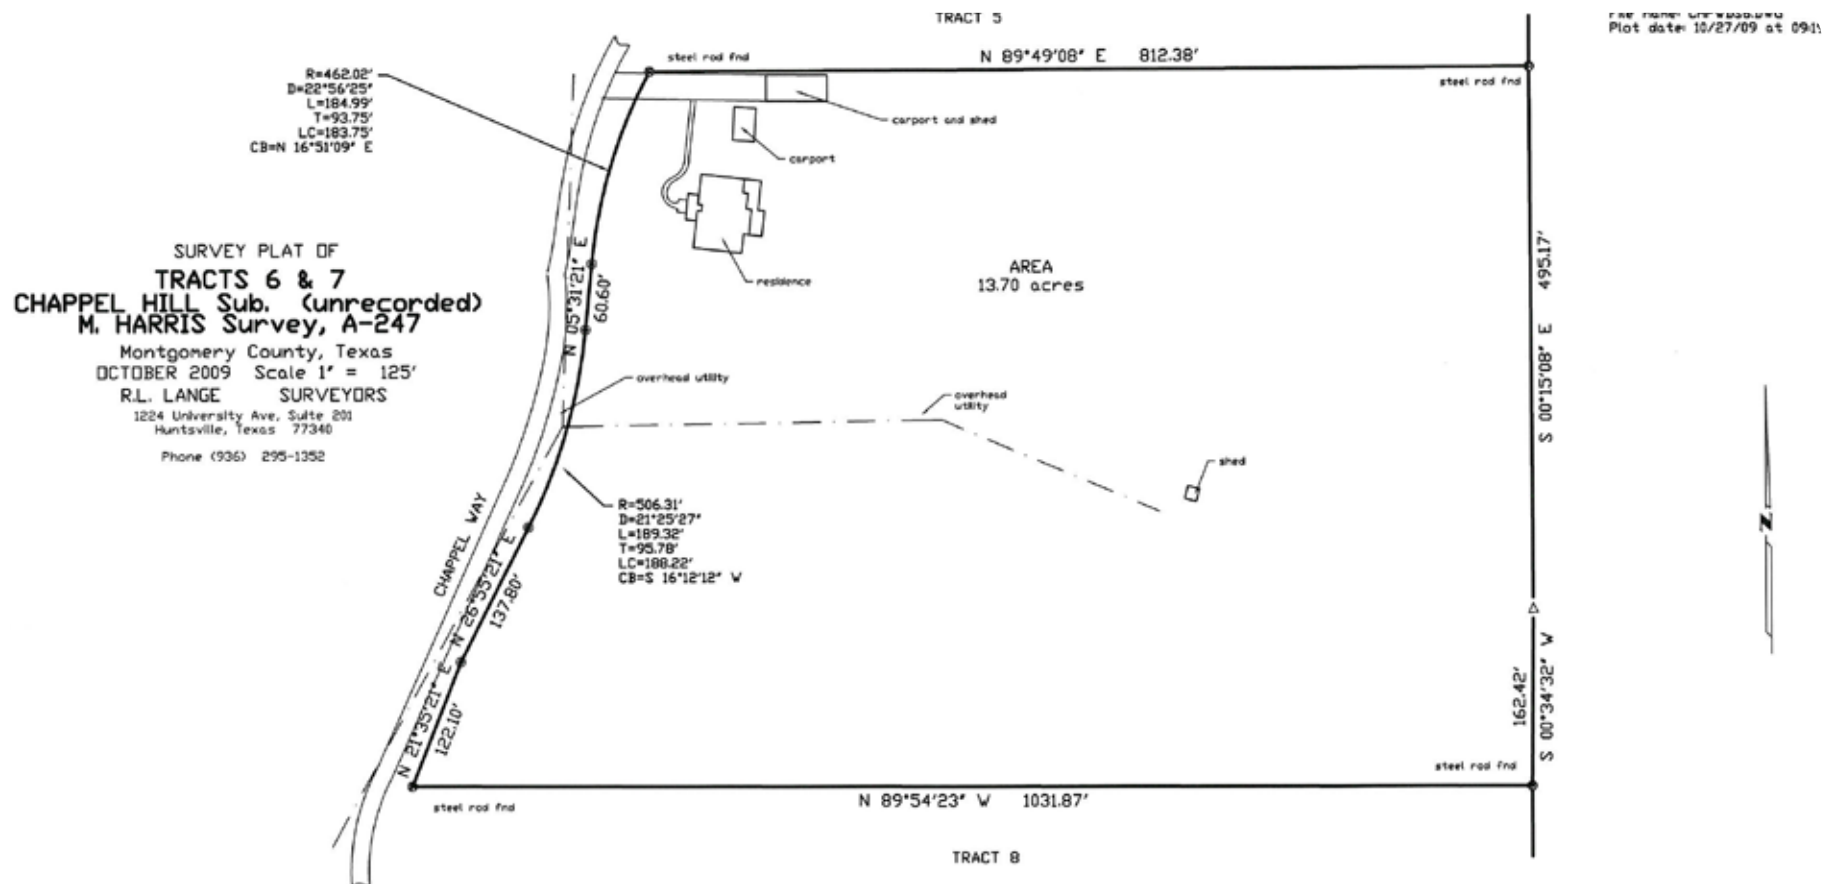 TRACT 5
Plot date: 10/27/09 at
steel rod fnd
N 89°49'08" E 812.38'
steel rod fnd
R=462.02'
D=22°56'25"
L=184.99'
T=93.75'
LC=183.75'
CB=N 16°51'09" E
carport and shed
carport
residence
SURVEY PLAT OF
TRACTS 6 & 7
CHAPPEL HILL Sub. (unrecorded)
M. HARRIS Survey, A-247
Montgomery County, Texas
OCTOBER 2009 Scale 1" = 125'
R.L. LANGE SURVEYORS
1224 University Ave, Suite 201
Huntsville, Texas 77340
Phone (936) 295-1352
AREA
13.70 acres
N 05°31'21" E
60.60'
S 00°15'08" E 495.17'
overhead utility
overhead
utility
shed
R=506.31'
D=21°25'27"
L=189.32'
T=95.78'
LC=188.22'
CB=S 16°12'12" W
CHAPPEL WAY
N 26°55'21" E
137.80'
N 21°35'21" E
122.10'
162.42'
S 00°34'32" W
N
steel rod fnd
steel rod fnd
N 89°54'23" W 1031.87'
TRACT 8